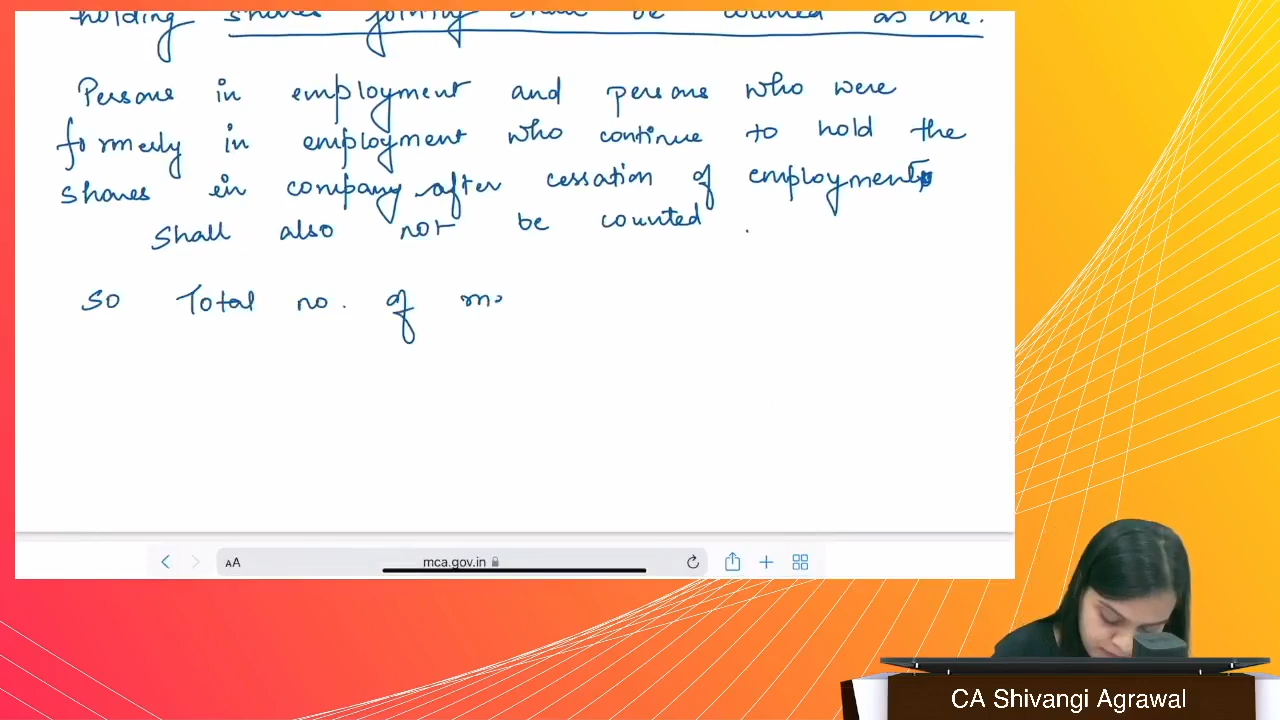 holding shares jointly shall be counted as one.
Persons in employment and persons who were
formerly in employment who continue to hold the
shares in company after cessation of employment,
shall also not be counted.
So Total no. of
AA mca.gov.in
CA Shivangi Agrawal